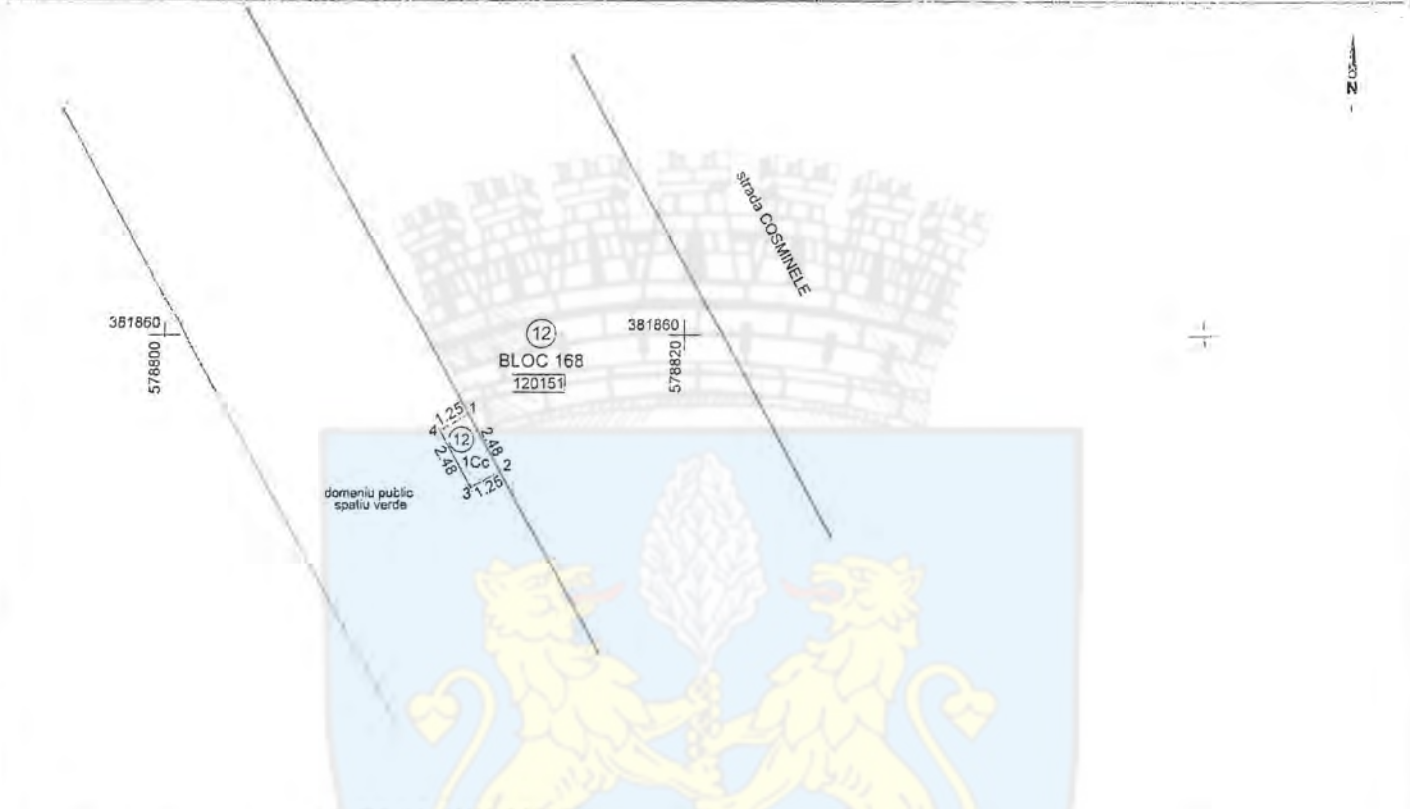 N
strada COSMINELE
381860
578800
12
BLOC 168
120151
381860
578820
1.25
1
4
12
2.48
2.48
1Cc
2
3
1.25
domeniu public
spatiu verde